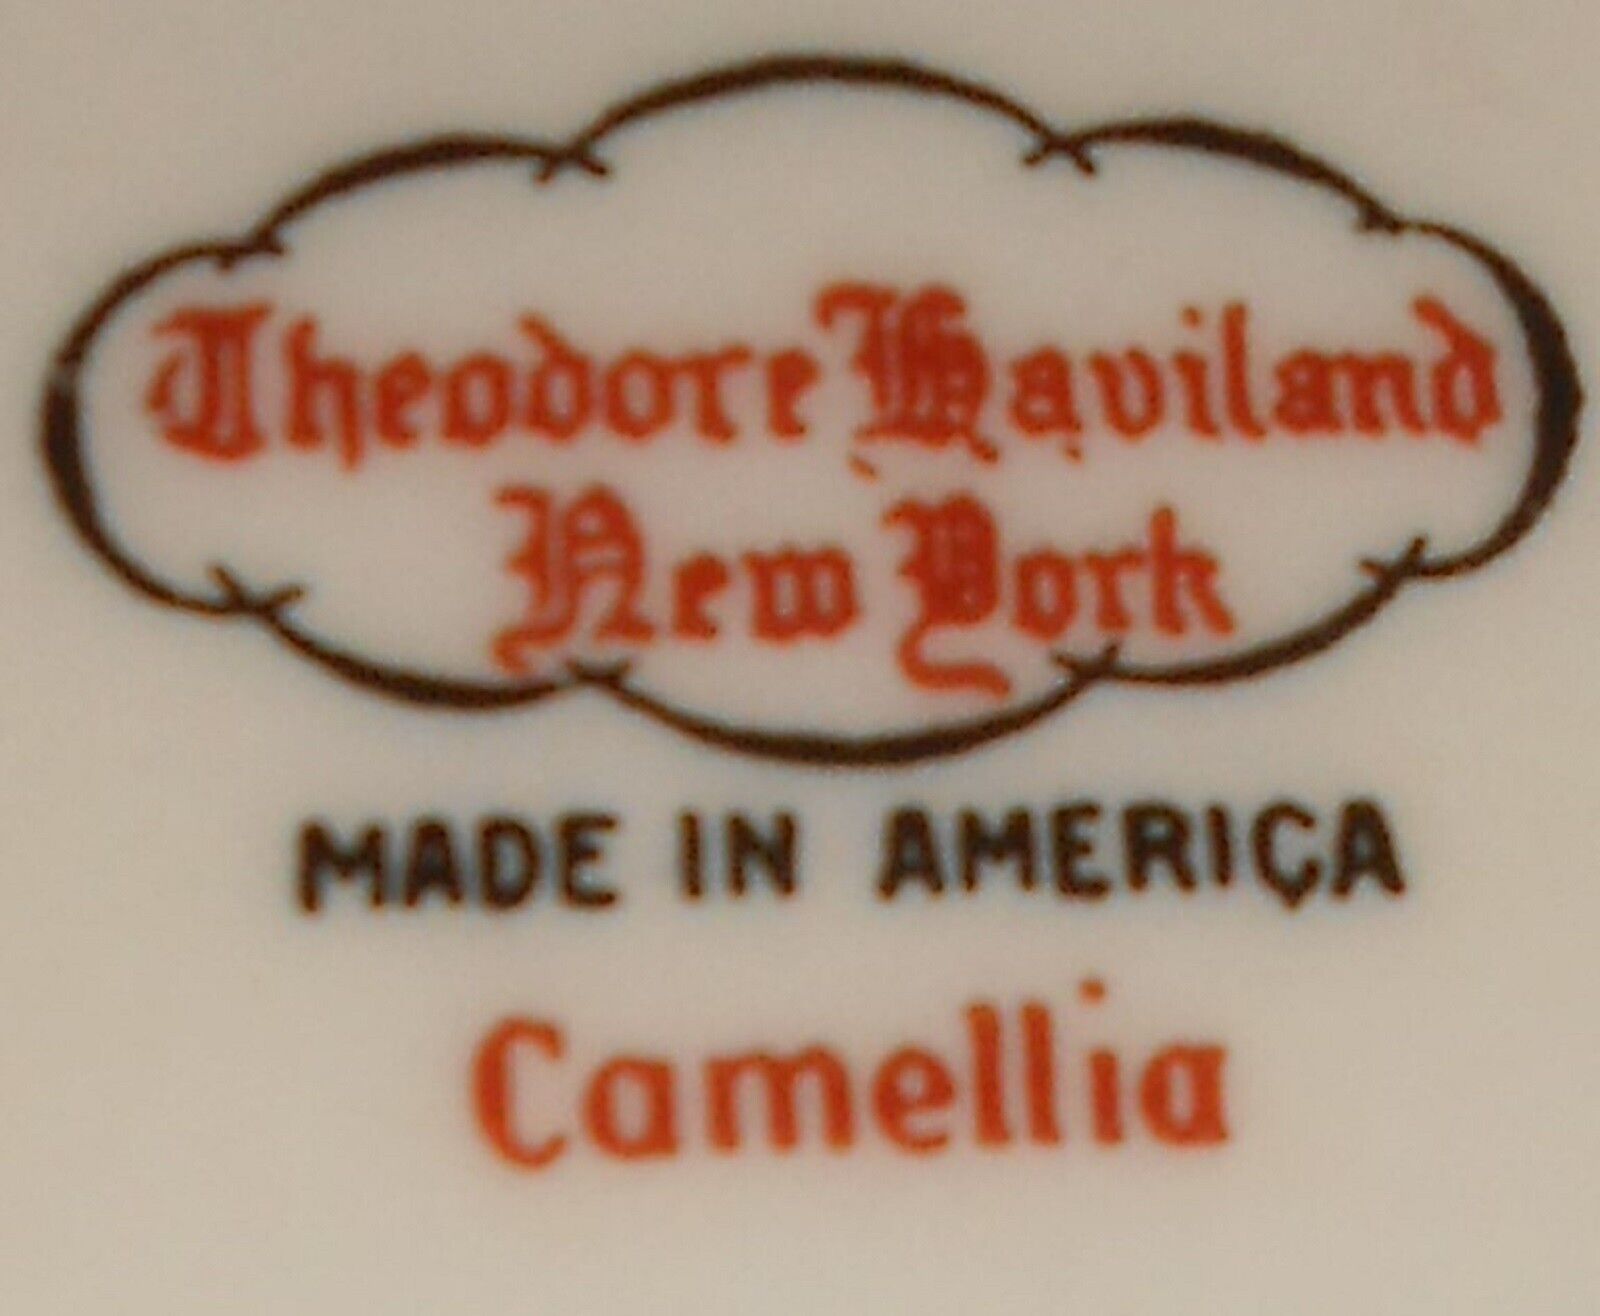 Theodore Haviland
New York
MADE IN AMERICA
Camellia